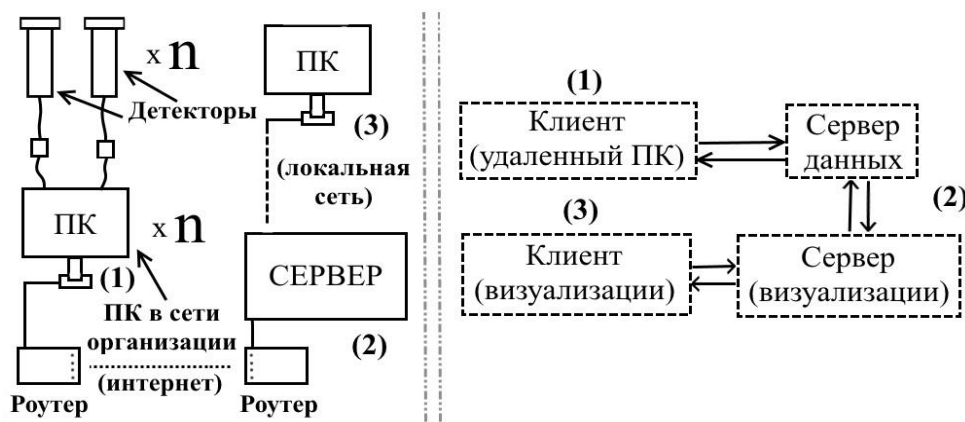 x n
Детекторы
ПК
x n
(1)
ПК в сети
организации
(интернет)
Роутер
ПК
(3)
(локальная
сеть)
СЕРВЕР
(2)
Роутер
(1)
Клиент
(удаленный ПК)
Сервер
данных
(2)
(3)
Клиент
(визуализации)
Сервер
(визуализации)